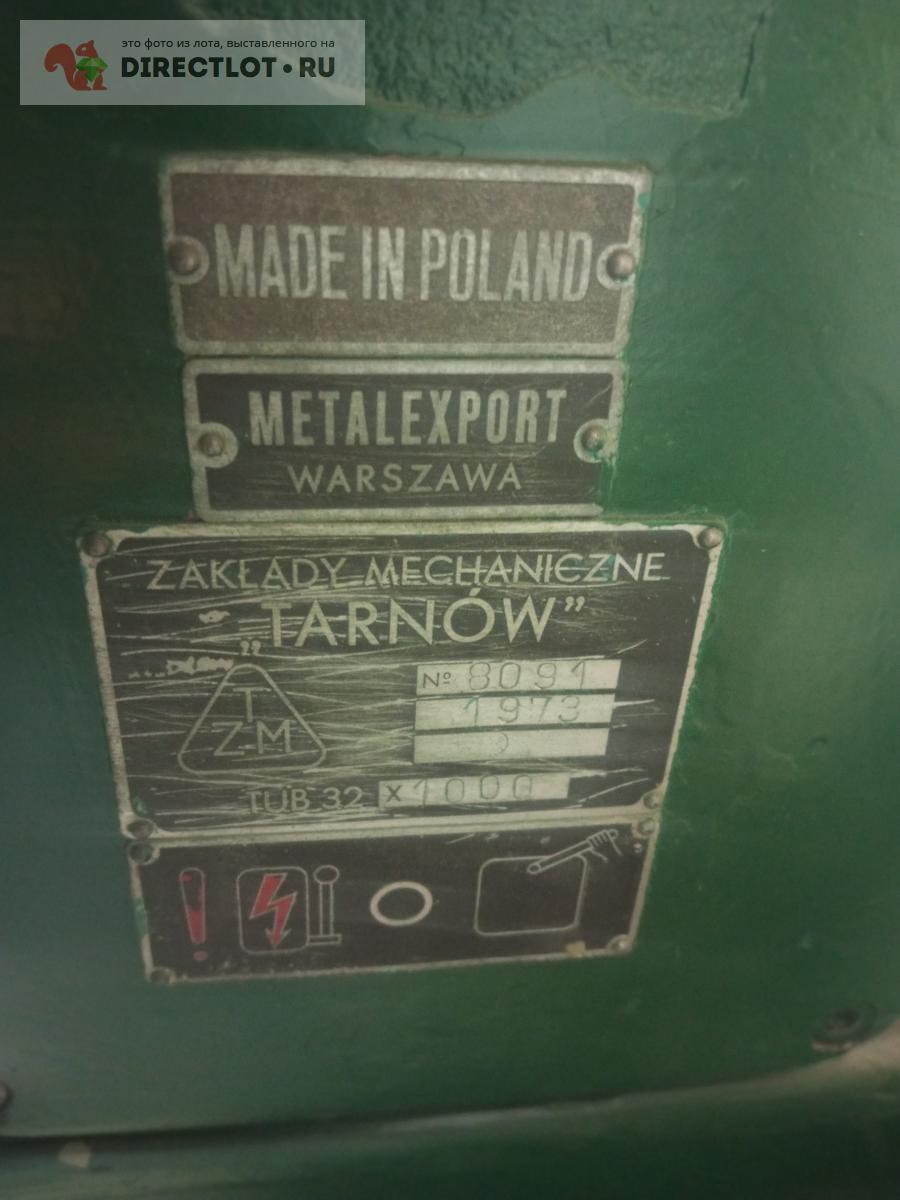 это фото из лота, выставленного на
DIRECTLOT•RU
MADE IN POLAND
METALEXPORT
WARSZAWA
ZAKŁADY MECHANICZNE
„TARNÓW”
T
ZM
Nº 8091
1973
TUB 32 x 1000